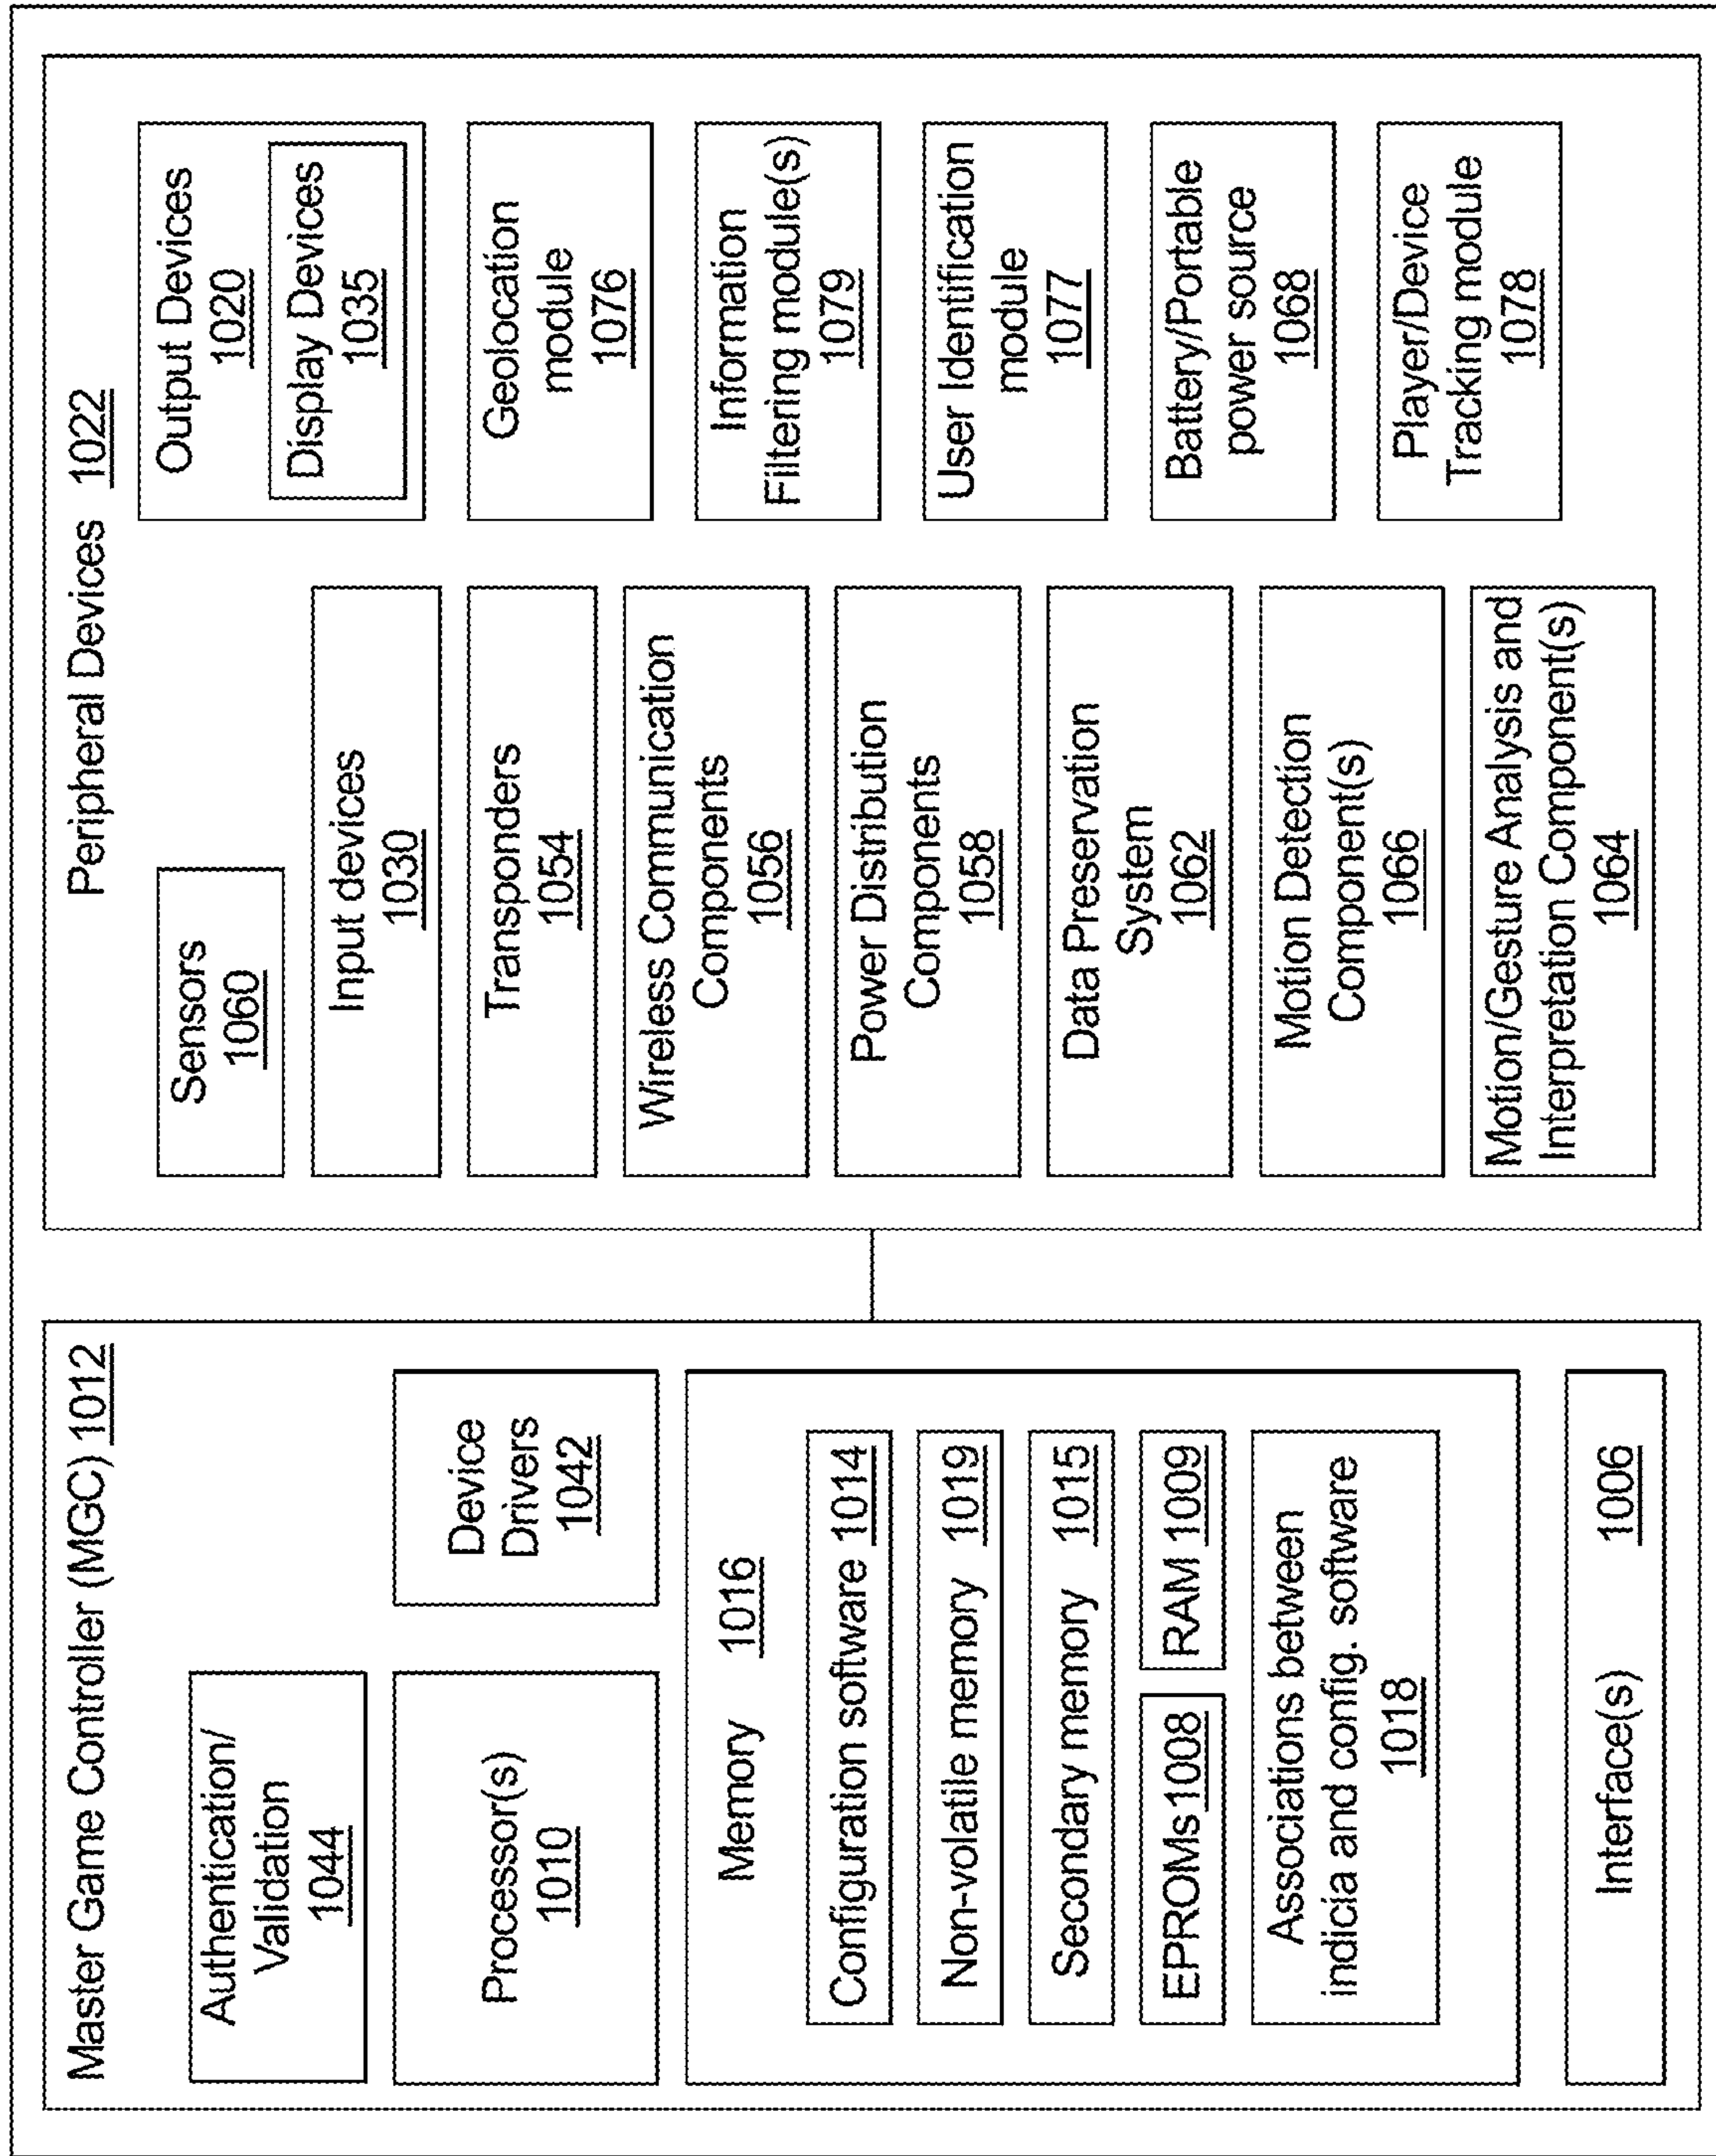 Master Game Controller (MGC) 1012
Authentication/
Validation
1044
Processor(s)
1010
Device
Drivers
1042
Memory 1016
Configuration software 1014
Non-volatile memory 1019
Secondary memory 1015
EPROMs 1008
RAM 1009
Associations between
indicia and config. software
1018
Interface(s) 1006
Peripheral Devices 1022
Sensors
1060
Input devices
1030
Transponders
1054
Wireless Communication
Components
1056
Power Distribution
Components
1058
Data Preservation
System
1062
Motion Detection
Component(s)
1066
Motion/Gesture Analysis and
Interpretation Component(s)
1064
Output Devices
1020
Display Devices
1035
Geolocation
module
1076
Information
Filtering module(s)
1079
User Identification
module
1077
Battery/Portable
power source
1068
Player/Device
Tracking module
1078